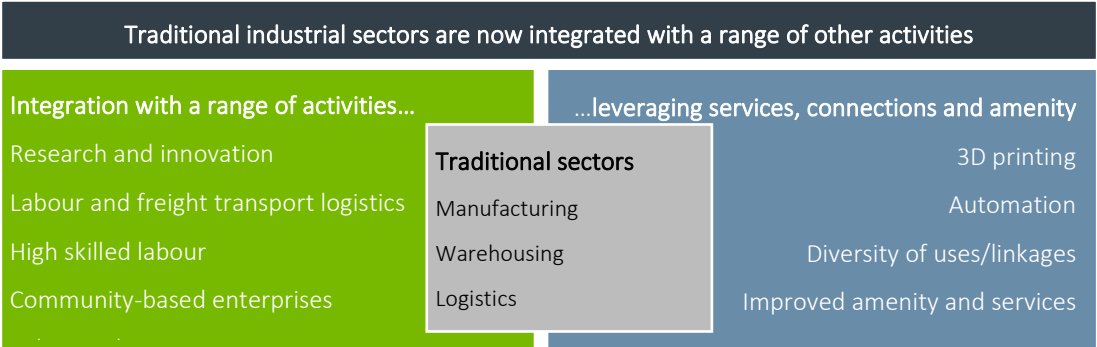 Traditional industrial sectors are now integrated with a range of other activities
Integration with a range of activities…
Research and innovation
Labour and freight transport logistics
High skilled labour
Community-based enterprises
Traditional sectors
Manufacturing
Warehousing
Logistics
…leveraging services, connections and amenity
3D printing
Automation
Diversity of uses/linkages
Improved amenity and services